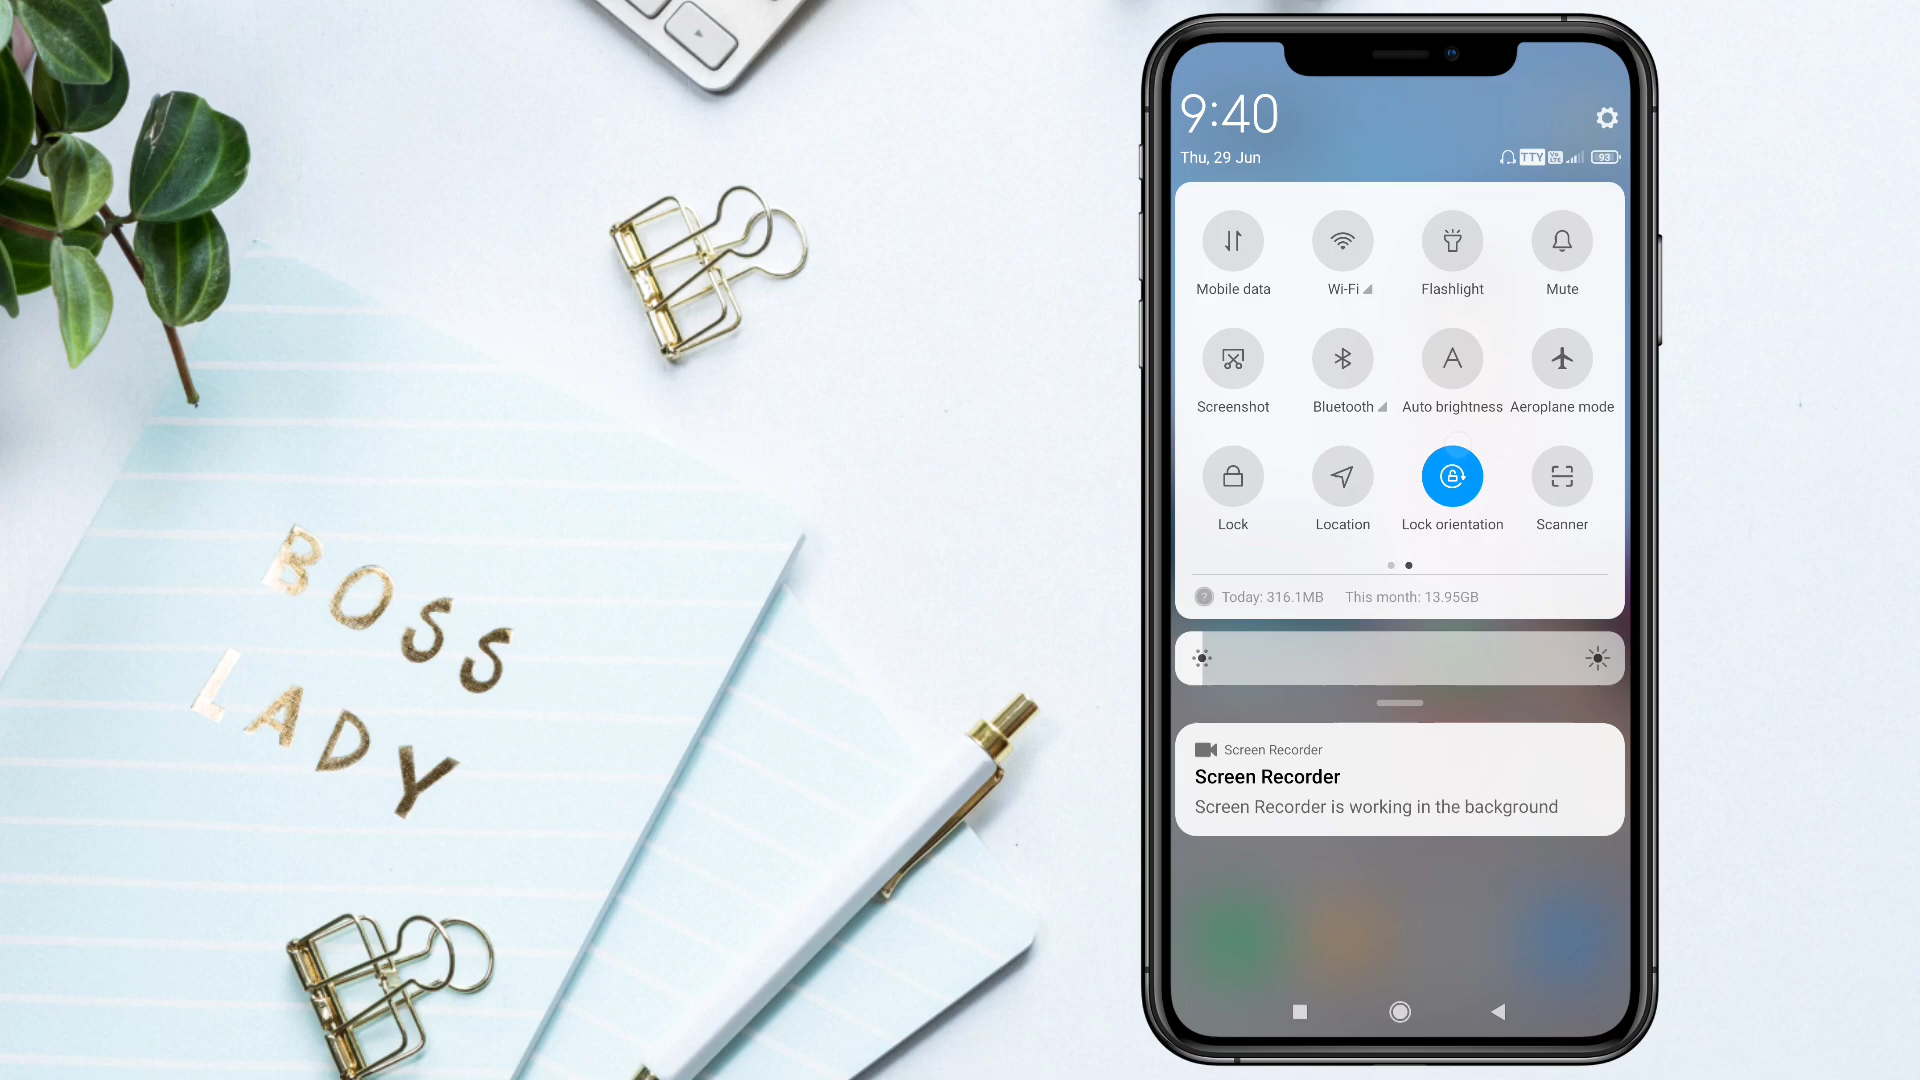 BOSS
LADY
9:40
Thu, 29 Jun
TTY
93
Mobile data
Wi-Fi
Flashlight
Mute
Screenshot
Bluetooth
Auto brightness
Aeroplane mode
Lock
Location
Lock orientation
Scanner
Today: 316.1MB
This month: 13.95GB
Screen Recorder
Screen Recorder
Screen Recorder is working in the background